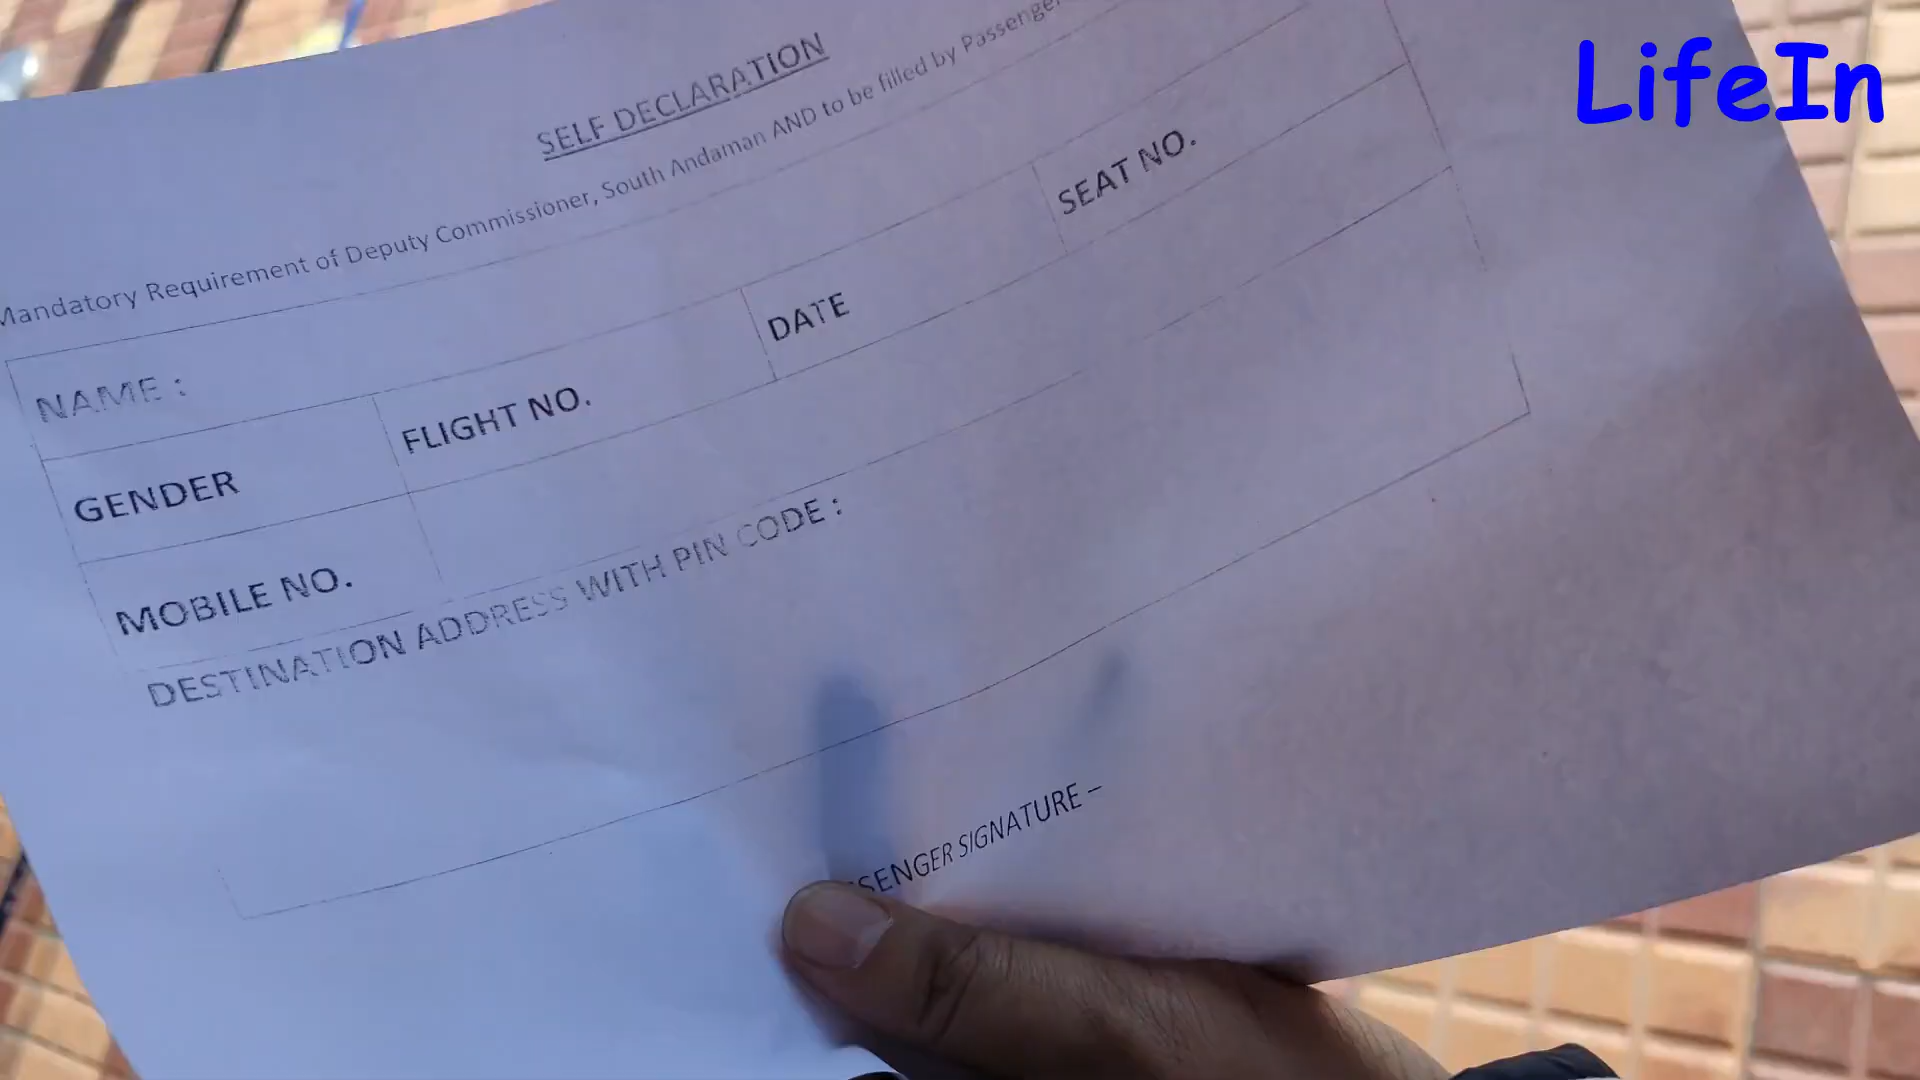 LifeIn
SELF DECLARATION
Mandatory Requirement of Deputy Commissioner, South Andaman AND to be filled by Passenger
NAME :
GENDER FLIGHT NO. DATE SEAT NO.
MOBILE NO.
DESTINATION ADDRESS WITH PIN CODE :
SIGNATURE –